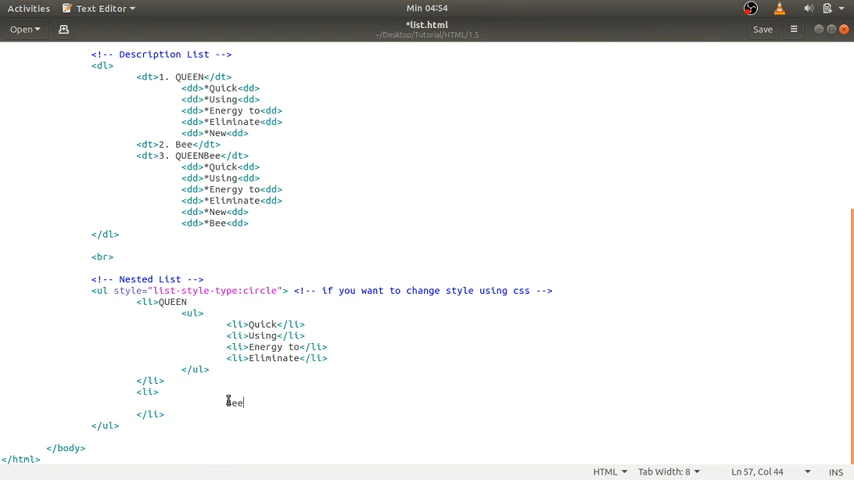 Activities Text Editor Min 04:54
Open *list.html Save
~/Desktop/Tutorial/HTML/1.5
<!-- Description List -->
<dl>
<dt>1. QUEEN</dt>
<dd>*Quick<dd>
<dd>*Using<dd>
<dd>*Energy to<dd>
<dd>*Eliminate<dd>
<dd>*New<dd>
<dt>2. Bee</dt>
<dt>3. QUEENBee</dt>
<dd>*Quick<dd>
<dd>*Using<dd>
<dd>*Energy to<dd>
<dd>*Eliminate<dd>
<dd>*New<dd>
<dd>*Bee<dd>
</dl>
<br>
<!-- Nested List -->
<ul style="list-style-type:circle"> <!-- if you want to change style using css -->
<li>QUEEN
<ul>
<li>Quick</li>
<li>Using</li>
<li>Energy to</li>
<li>Eliminate</li>
</ul>
</li>
<li>
Bee
</li>
</ul>
</body>
</html>
HTML Tab Width: 8 Ln 57, Col 44 INS